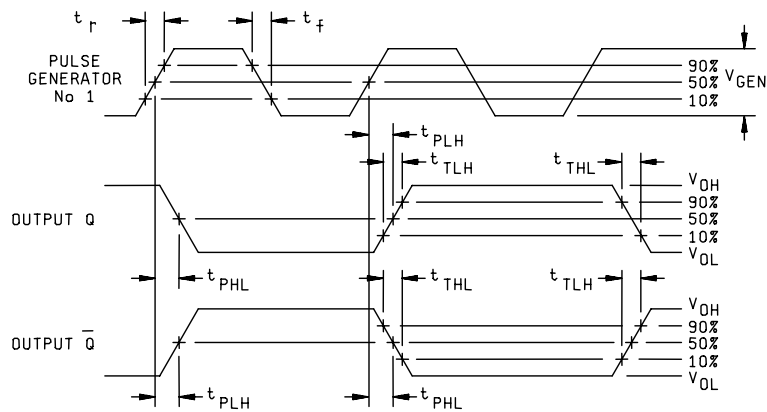 t r
t f
PULSE
GENERATOR
No 1
90%
50%
10%
V GEN
t PLH
t TLH
t THL
OUTPUT Q
V OH
90%
50%
10%
V OL
t PHL
t THL
t TLH
OUTPUT Q̅
V OH
90%
50%
10%
V OL
t PLH
t PHL